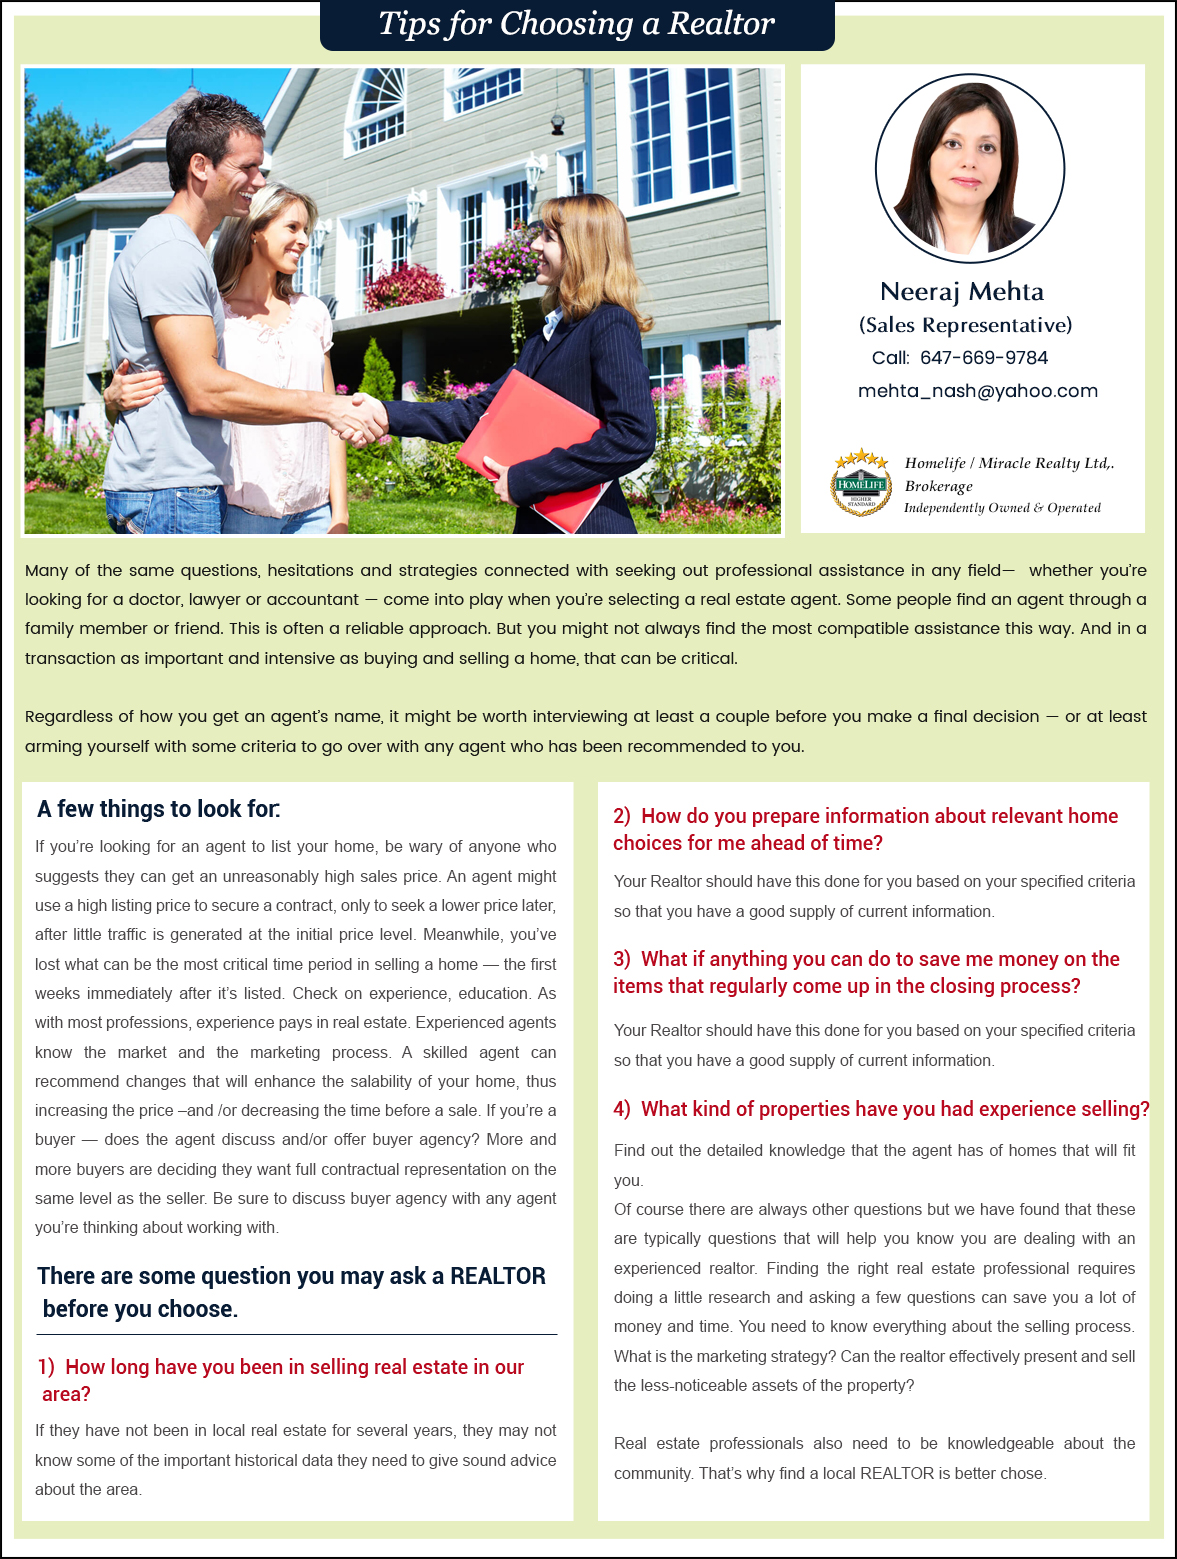 Tips for Choosing a Realtor
Neeraj Mehta
(Sales Representative)
Call:  647-669-9784
mehta_nash@yahoo.com
HOMELIFE
HIGHER
STANDARD
Homelife / Miracle Realty Ltd,.
Brokerage
Independently Owned & Operated
Many of the same questions, hesitations and strategies connected with seeking out professional assistance in any field—  whether you're
looking for a doctor, lawyer or accountant — come into play when you're selecting a real estate agent. Some people find an agent through a
family member or friend. This is often a reliable approach. But you might not always find the most compatible assistance this way. And in a
transaction as important and intensive as buying and selling a home, that can be critical.
Regardless of how you get an agent's name, it might be worth interviewing at least a couple before you make a final decision — or at least
arming yourself with some criteria to go over with any agent who has been recommended to you.
A few things to look for:
If you're looking for an agent to list your home, be wary of anyone who
suggests they can get an unreasonably high sales price. An agent might
use a high listing price to secure a contract, only to seek a lower price later,
after little traffic is generated at the initial price level. Meanwhile, you've
lost what can be the most critical time period in selling a home — the first
weeks immediately after it's listed. Check on experience, education. As
with most professions, experience pays in real estate. Experienced agents
know the market and the marketing process. A skilled agent can
recommend changes that will enhance the salability of your home, thus
increasing the price –and /or decreasing the time before a sale. If you're a
buyer — does the agent discuss and/or offer buyer agency? More and
more buyers are deciding they want full contractual representation on the
same level as the seller. Be sure to discuss buyer agency with any agent
you're thinking about working with.
There are some question you may ask a REALTOR
before you choose.
1)  How long have you been in selling real estate in our
area?
If they have not been in local real estate for several years, they may not
know some of the important historical data they need to give sound advice
about the area.
2)  How do you prepare information about relevant home
choices for me ahead of time?
Your Realtor should have this done for you based on your specified criteria
so that you have a good supply of current information.
3)  What if anything you can do to save me money on the
items that regularly come up in the closing process?
Your Realtor should have this done for you based on your specified criteria
so that you have a good supply of current information.
4)  What kind of properties have you had experience selling?
Find out the detailed knowledge that the agent has of homes that will fit
you.
Of course there are always other questions but we have found that these
are typically questions that will help you know you are dealing with an
experienced realtor. Finding the right real estate professional requires
doing a little research and asking a few questions can save you a lot of
money and time. You need to know everything about the selling process.
What is the marketing strategy? Can the realtor effectively present and sell
the less-noticeable assets of the property?
Real estate professionals also need to be knowledgeable about the
community. That's why find a local REALTOR is better chose.